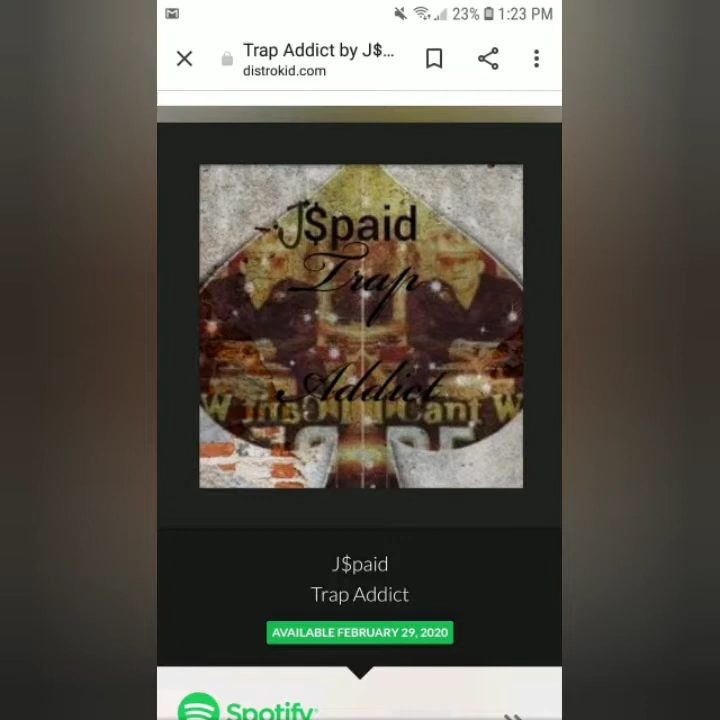 23% 1:23 PM
Trap Addict by J$...
distrokid.com
J$paid
Trap
Addict
Cant W
J$paid
Trap Addict
AVAILABLE FEBRUARY 29, 2020
Spotify